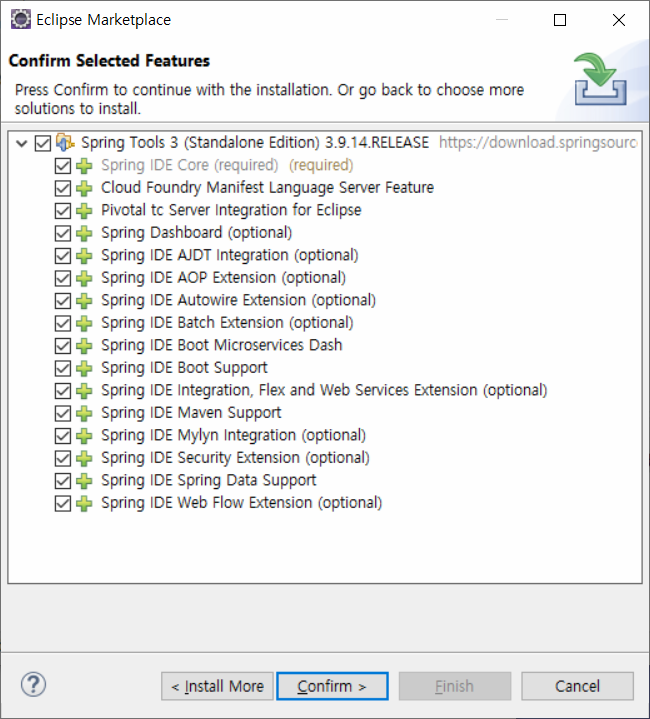 Eclipse Marketplace
Confirm Selected Features
Press Confirm to continue with the installation. Or go back to choose more
solutions to install.
Spring Tools 3 (Standalone Edition) 3.9.14.RELEASE https://download.springsourc
Spring IDE Core (required) (required)
Cloud Foundry Manifest Language Server Feature
Pivotal tc Server Integration for Eclipse
Spring Dashboard (optional)
Spring IDE AJDT Integration (optional)
Spring IDE AOP Extension (optional)
Spring IDE Autowire Extension (optional)
Spring IDE Batch Extension (optional)
Spring IDE Boot Microservices Dash
Spring IDE Boot Support
Spring IDE Integration, Flex and Web Services Extension (optional)
Spring IDE Maven Support
Spring IDE Mylyn Integration (optional)
Spring IDE Security Extension (optional)
Spring IDE Spring Data Support
Spring IDE Web Flow Extension (optional)
? < Install More Confirm > Finish Cancel